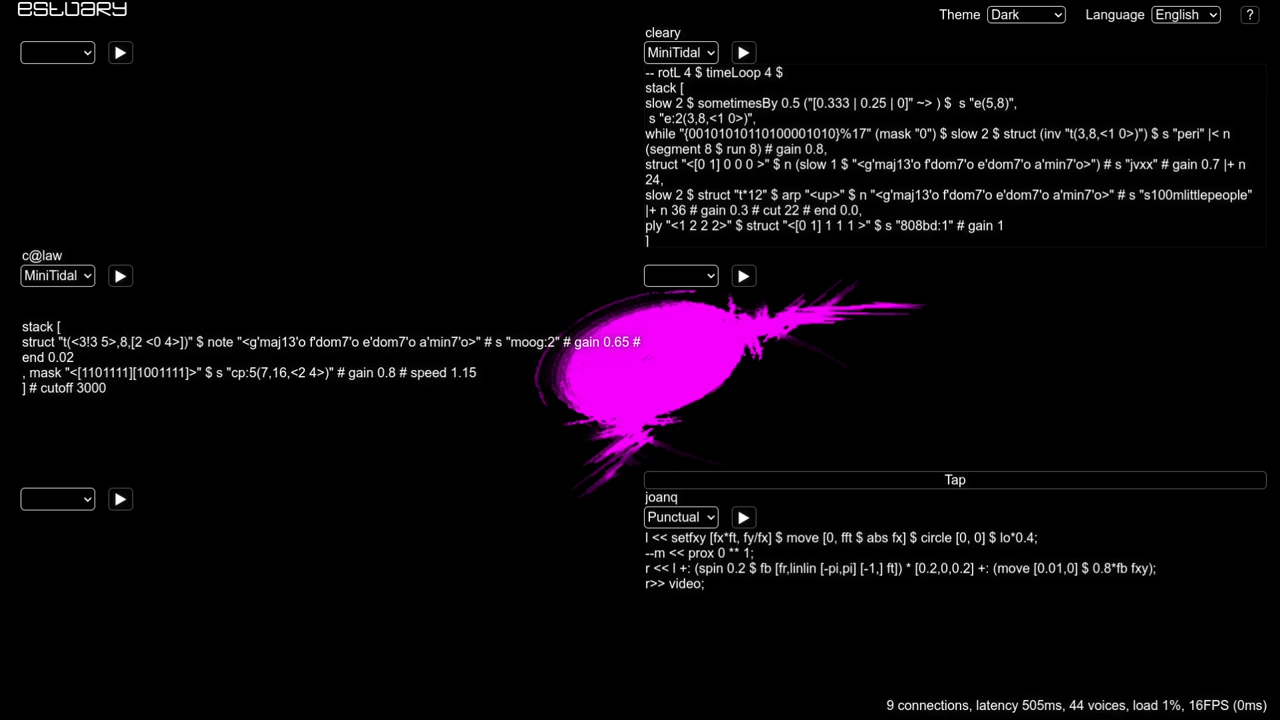 estuary
Theme Dark Language English ?
cleary
MiniTidal
-- rotL 4 $ timeLoop 4 $
stack [
slow 2 $ sometimesBy 0.5 ("[0.333 | 0.25 | 0]" ~> ) $  s "e(5,8)",
s "e:2(3,8,<1 0>)",
while "{00101010110100001010}%17" (mask "0") $ slow 2 $ struct (inv "t(3,8,<1 0>)") $ s "peri" |< n
(segment 8 $ run 8) # gain 0.8,
struct "<[0 1] 0 0 0 >" $ n (slow 1 $ "<g'maj13'o f'dom7'o e'dom7'o a'min7'o>") # s "jvxx" # gain 0.7 |+ n
24,
slow 2 $ struct "t*12" $ arp "<up>" $ n "<g'maj13'o f'dom7'o e'dom7'o a'min7'o>" # s "s100mlittlepeople"
|+ n 36 # gain 0.3 # cut 22 # end 0.0,
ply "<1 2 2 2>" $ struct "<[0 1] 1 1 1 >" $ s "808bd:1" # gain 1
]
c@law
MiniTidal
stack [
struct "t(<3!3 5>,8,[2 <0 4>])" $ note "<g'maj13'o f'dom7'o e'dom7'o a'min7'o>" # s "moog:2" # gain 0.65 #
end 0.02
, mask "<[1101111][1001111]>" $ s "cp:5(7,16,<2 4>)" # gain 0.8 # speed 1.15
] # cutoff 3000
Tap
joanq
Punctual
l << setfxy [fx*ft, fy/fx] $ move [0, fft $ abs fx] $ circle [0, 0] $ lo*0.4;
--m << prox 0 ** 1;
r << l +: (spin 0.2 $ fb [fr,linlin [-pi,pi] [-1,] ft]) * [0.2,0,0.2] +: (move [0.01,0] $ 0.8*fb fxy);
r>> video;
9 connections, latency 505ms, 44 voices, load 1%, 16FPS (0ms)